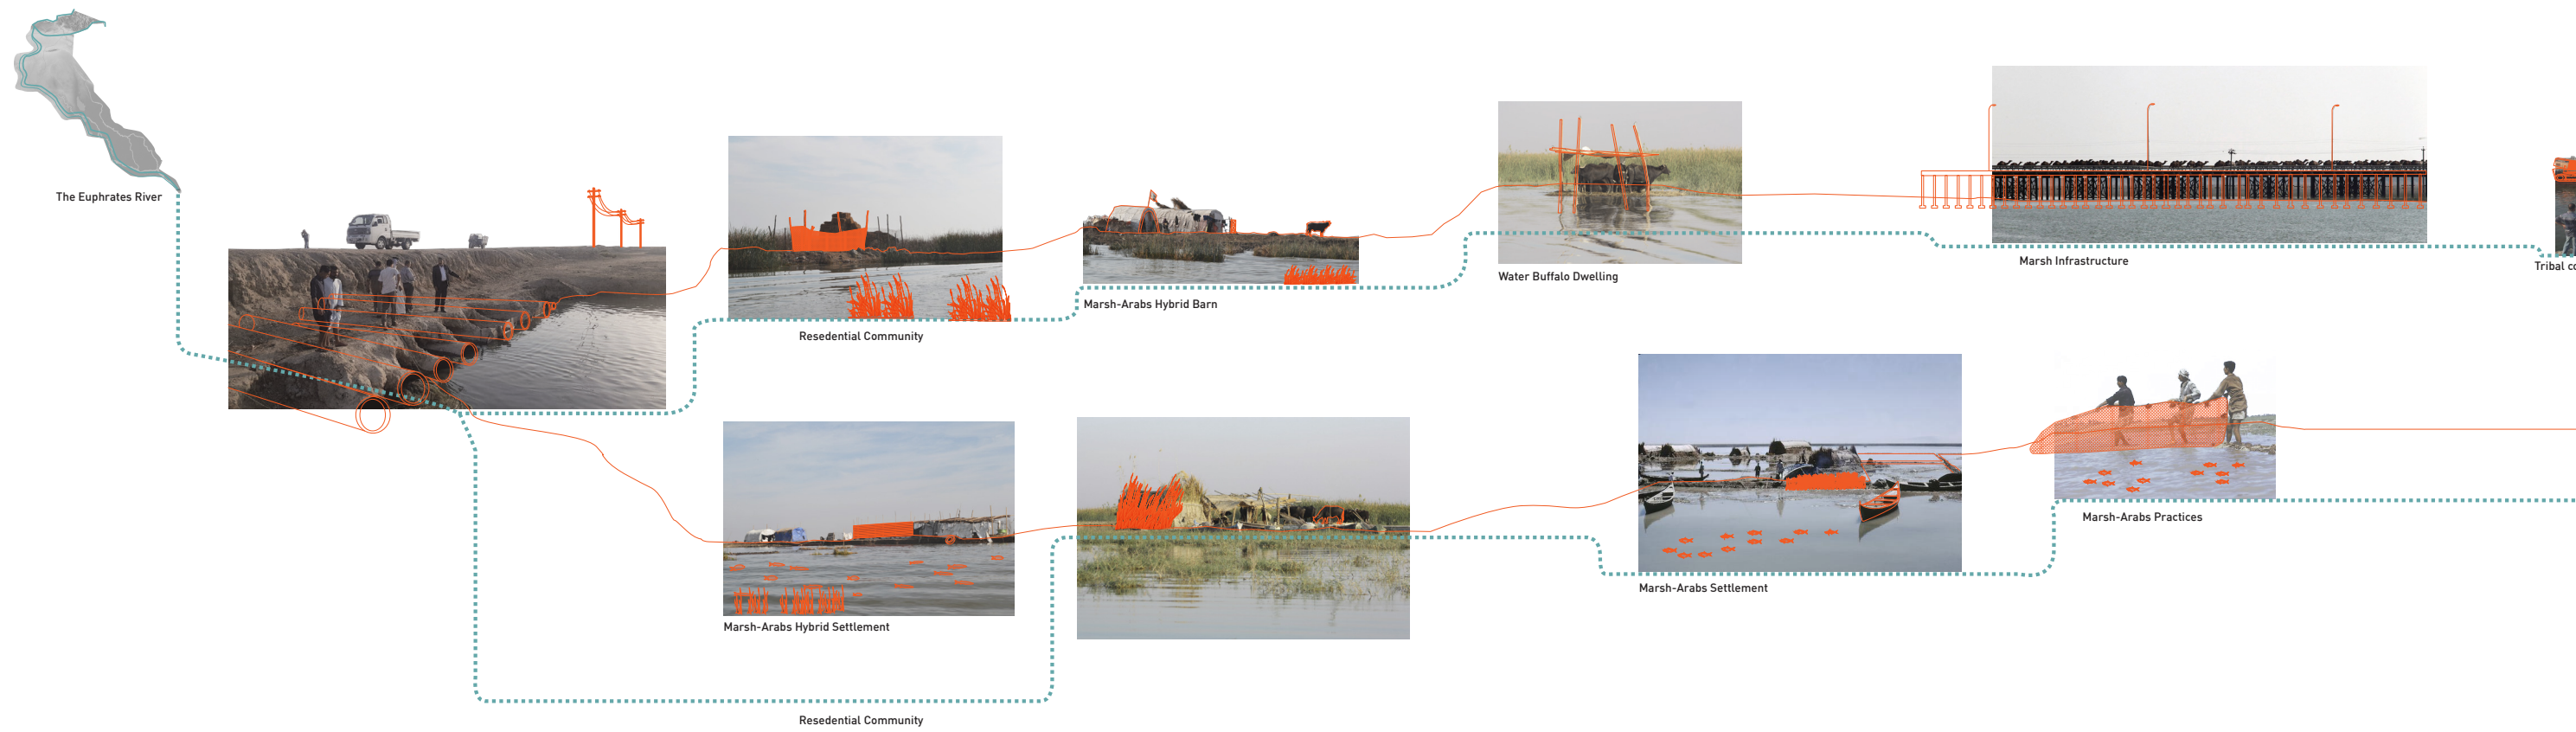 The Euphrates River
Resedential Community
Marsh-Arabs Hybrid Barn
Water Buffalo Dwelling
Marsh Infrastructure
Tribal
Marsh-Arabs Hybrid Settlement
Marsh-Arabs Settlement
Marsh-Arabs Practices
Resedential Community